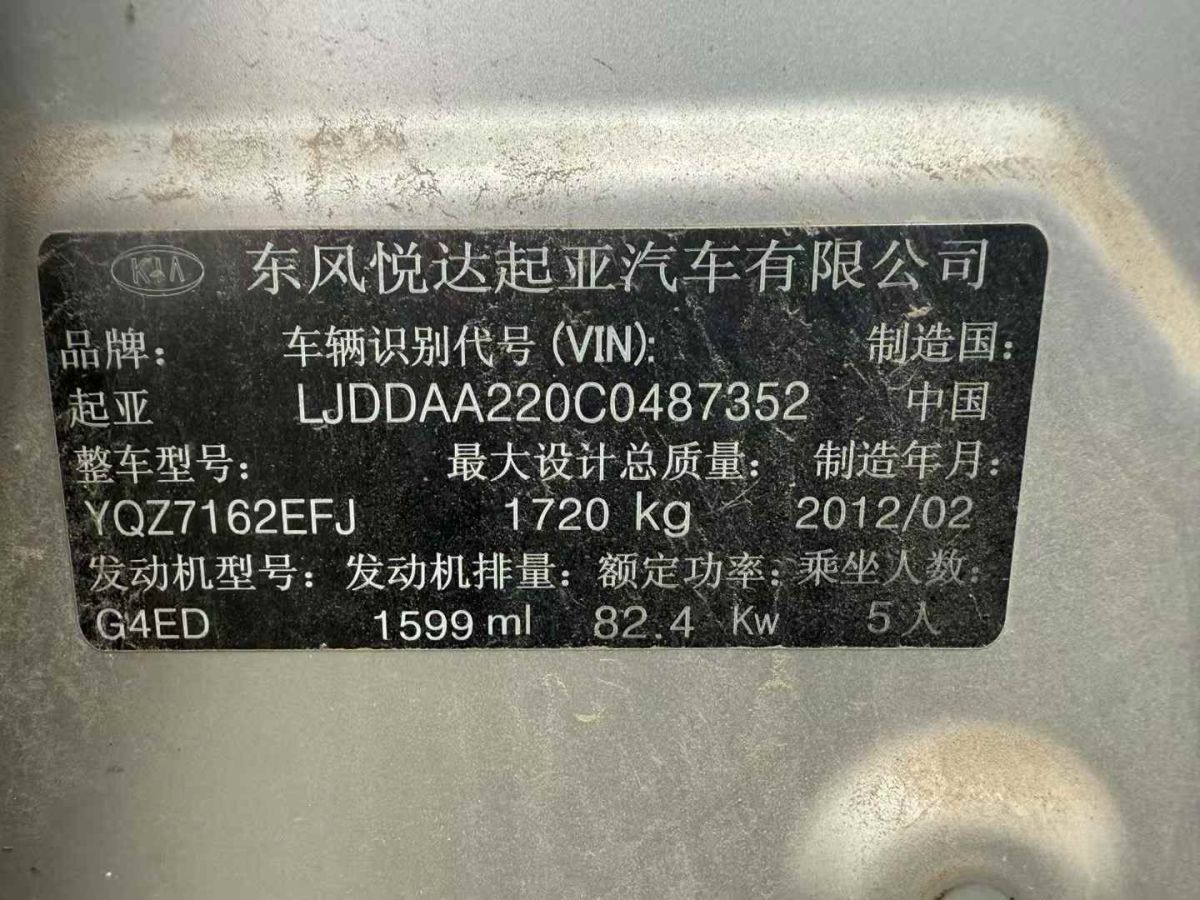 KIA 东风悦达起亚汽车有限公司
品牌: 车辆识别代号(VIN): 制造国:
起亚 LJDDAA220C0487352 中国
整车型号: 最大设计总质量: 制造年月:
YQZ7162EFJ 1720 kg 2012/02
发动机型号: 发动机排量: 额定功率: 乘坐人数:
G4ED 1599 ml 82.4 Kw 5人